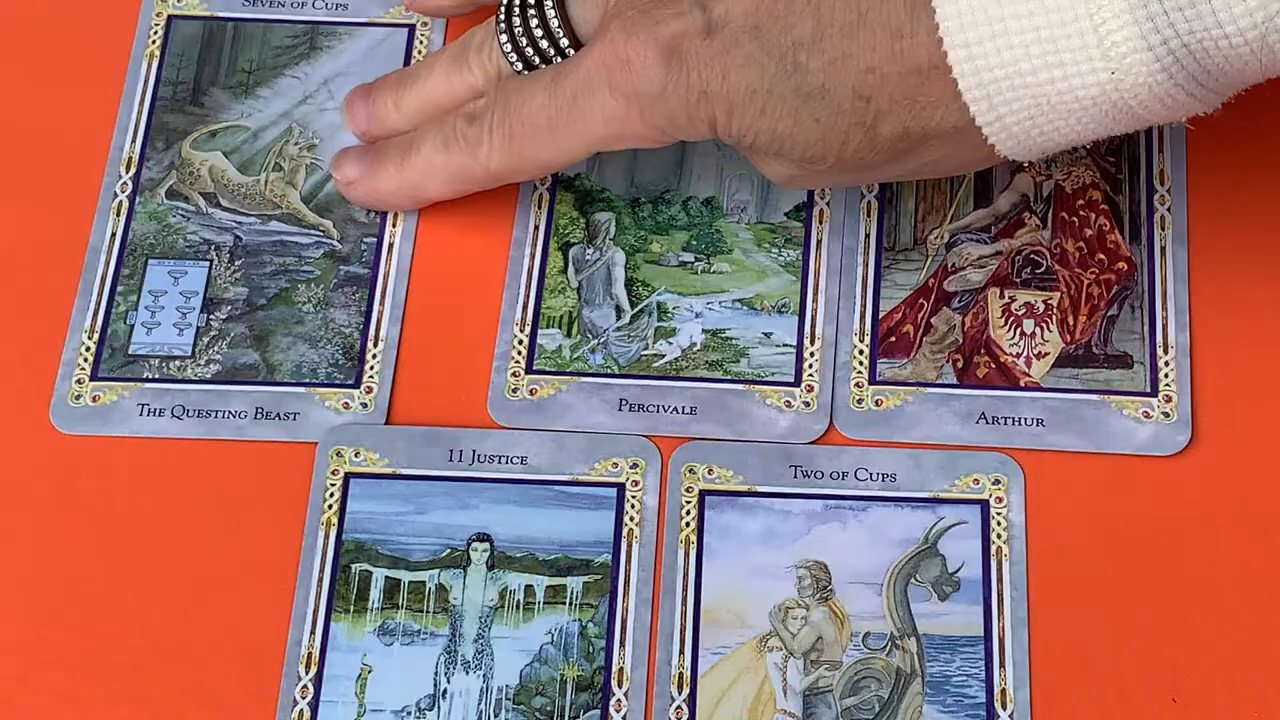 SEVEN OF CUPS
THE QUESTING BEAST
PERCIVALE
ARTHUR
11 JUSTICE
TWO OF CUPS